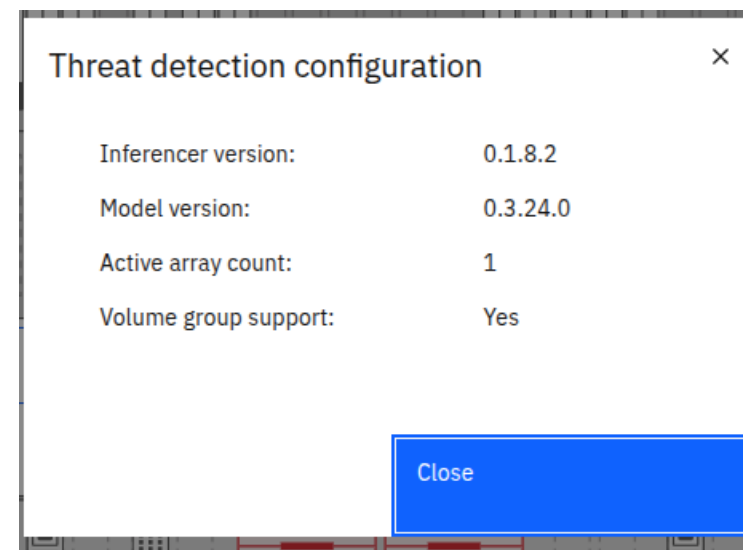 Threat detection configuration
Inferencer version: 0.1.8.2
Model version: 0.3.24.0
Active array count: 1
Volume group support: Yes
Close